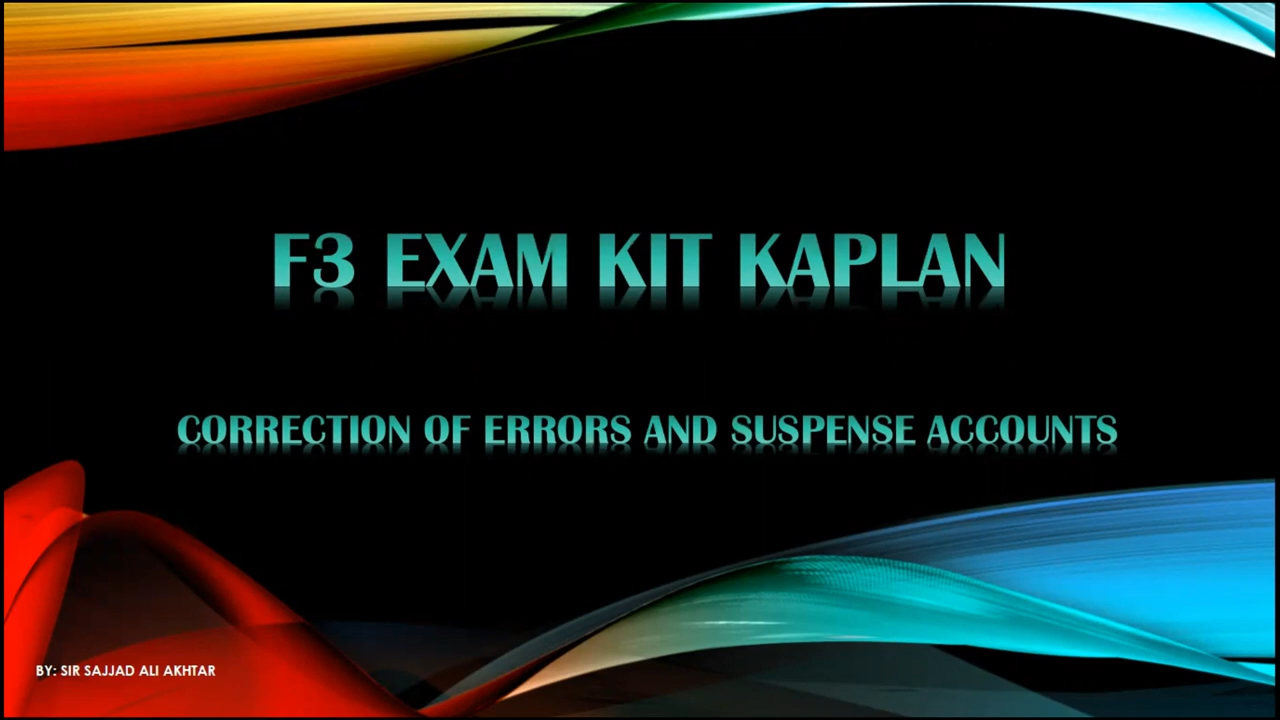 F3 EXAM KIT KAPLAN
CORRECTION OF ERRORS AND SUSPENSE ACCOUNTS
BY: SIR SAJJAD ALI AKHTAR